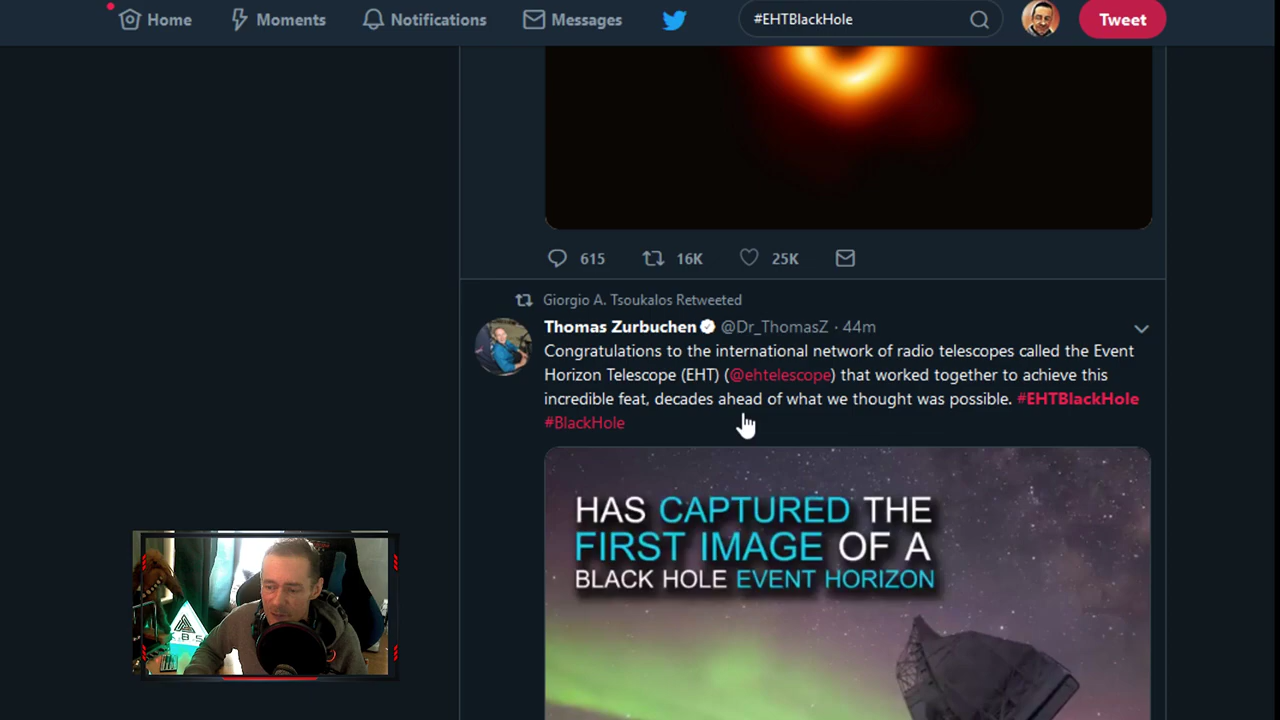 Home Moments Notifications Messages #EHTBlackHole Tweet
615 16K 25K
Giorgio A. Tsoukalos Retweeted
Thomas Zurbuchen @Dr_ThomasZ · 44m
Congratulations to the international network of radio telescopes called the Event
Horizon Telescope (EHT) (@ehtelescope) that worked together to achieve this
incredible feat, decades ahead of what we thought was possible. #EHTBlackHole
#BlackHole
HAS CAPTURED THE
FIRST IMAGE OF A
BLACK HOLE EVENT HORIZON